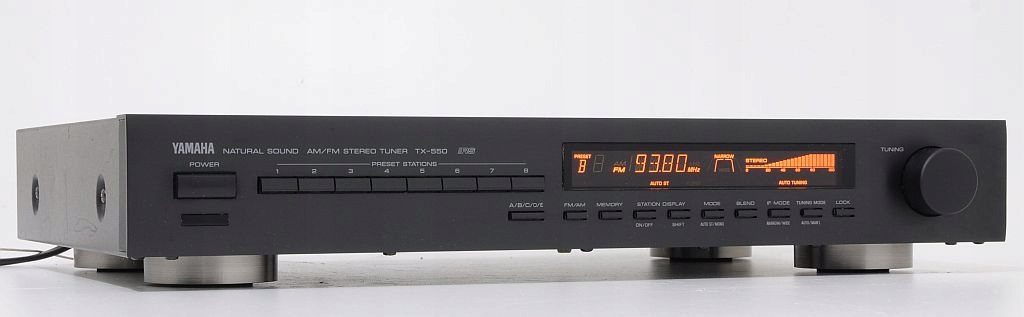 YAMAHA NATURAL SOUND AM/FM STEREO TUNER TX-550 IRS
POWER
PRESET STATIONS
1 2 3 4 5 6 7 8
A/B/C/D/E
PRESET
B
AM
FM 93.80 MHz
AUTO ST
NARROW
STEREO
AUTO TUNING
TUNING
FM/AM MEMORY STATION DISPLAY MODE BLEND IF MODE TUNING MODE LOCK
ON/OFF SHIFT AUTO ST/MONO NARROW/WIDE AUTO/MAN'L